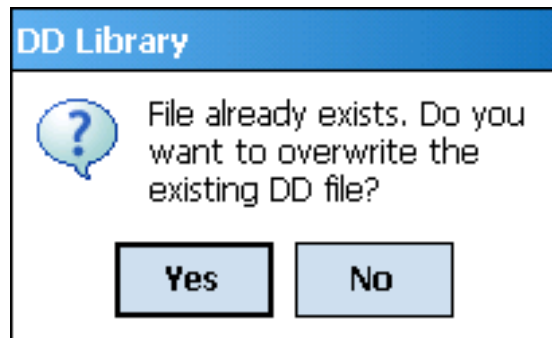 DD Library
File already exists. Do you
want to overwrite the
existing DD file?
Yes No